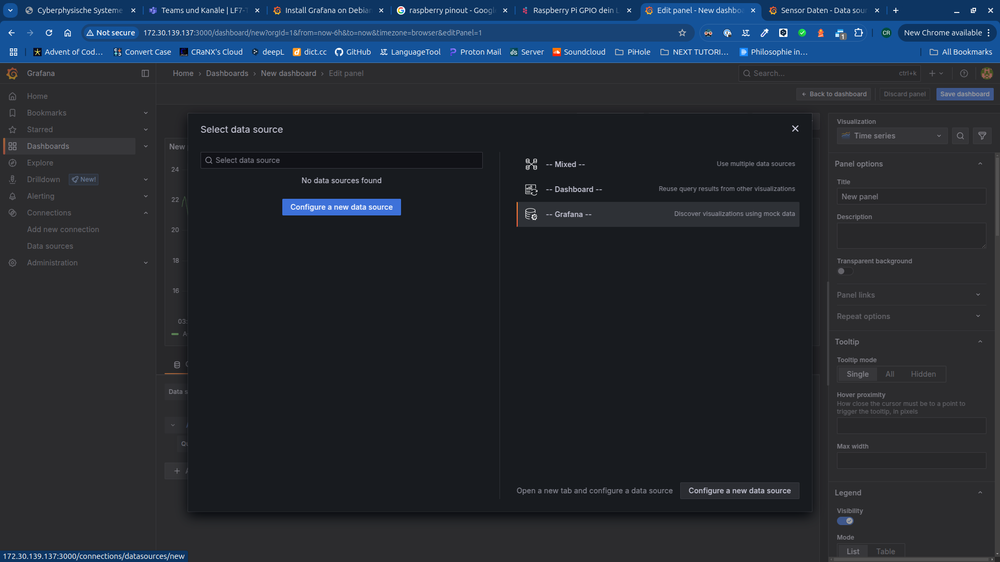 Cyberphysische Systeme
Teams und Kanäle | LF7-T
Install Grafana on Debian
raspberry pinout - Google
Raspberry Pi GPIO dein L
Edit panel - New dashboa
Sensor Daten - Data sour
Not secure
172.30.139.137:3000/dashboard/new?orgId=1&from=now-6h&to=now&timezone=browser&editPanel=1
1
CR
New Chrome available
Advent of Cod...
Convert Case
CRaNX's Cloud
deepL
dict.cc
GitHub
LanguageTool
Proton Mail
Server
Soundcloud
PiHole
NEXT TUTORI...
Philosophie in...
All Bookmarks
Grafana
Home › Dashboards › New dashboard › Edit panel
Search...
ctrl+k
Back to dashboard
Discard panel
Save dashboard
Home
Bookmarks
Starred
Dashboards
Explore
Drilldown
New!
Alerting
Connections
Add new connection
Data sources
Administration
New
24
22
20
18
16
03:
Data s
Select data source
Select data source
No data sources found
Configure a new data source
-- Mixed --
Use multiple data sources
-- Dashboard --
Reuse query results from other visualizations
-- Grafana --
Discover visualizations using mock data
Open a new tab and configure a data source
Configure a new data source
Visualization
Time series
Panel options
Title
New panel
Description
Transparent background
Panel links
Repeat options
Tooltip
Tooltip mode
Single
All
Hidden
Hover proximity
How close the cursor must be to a point to
trigger the tooltip, in pixels
Max width
Legend
Visibility
Mode
List
Table
172.30.139.137:3000/connections/datasources/new